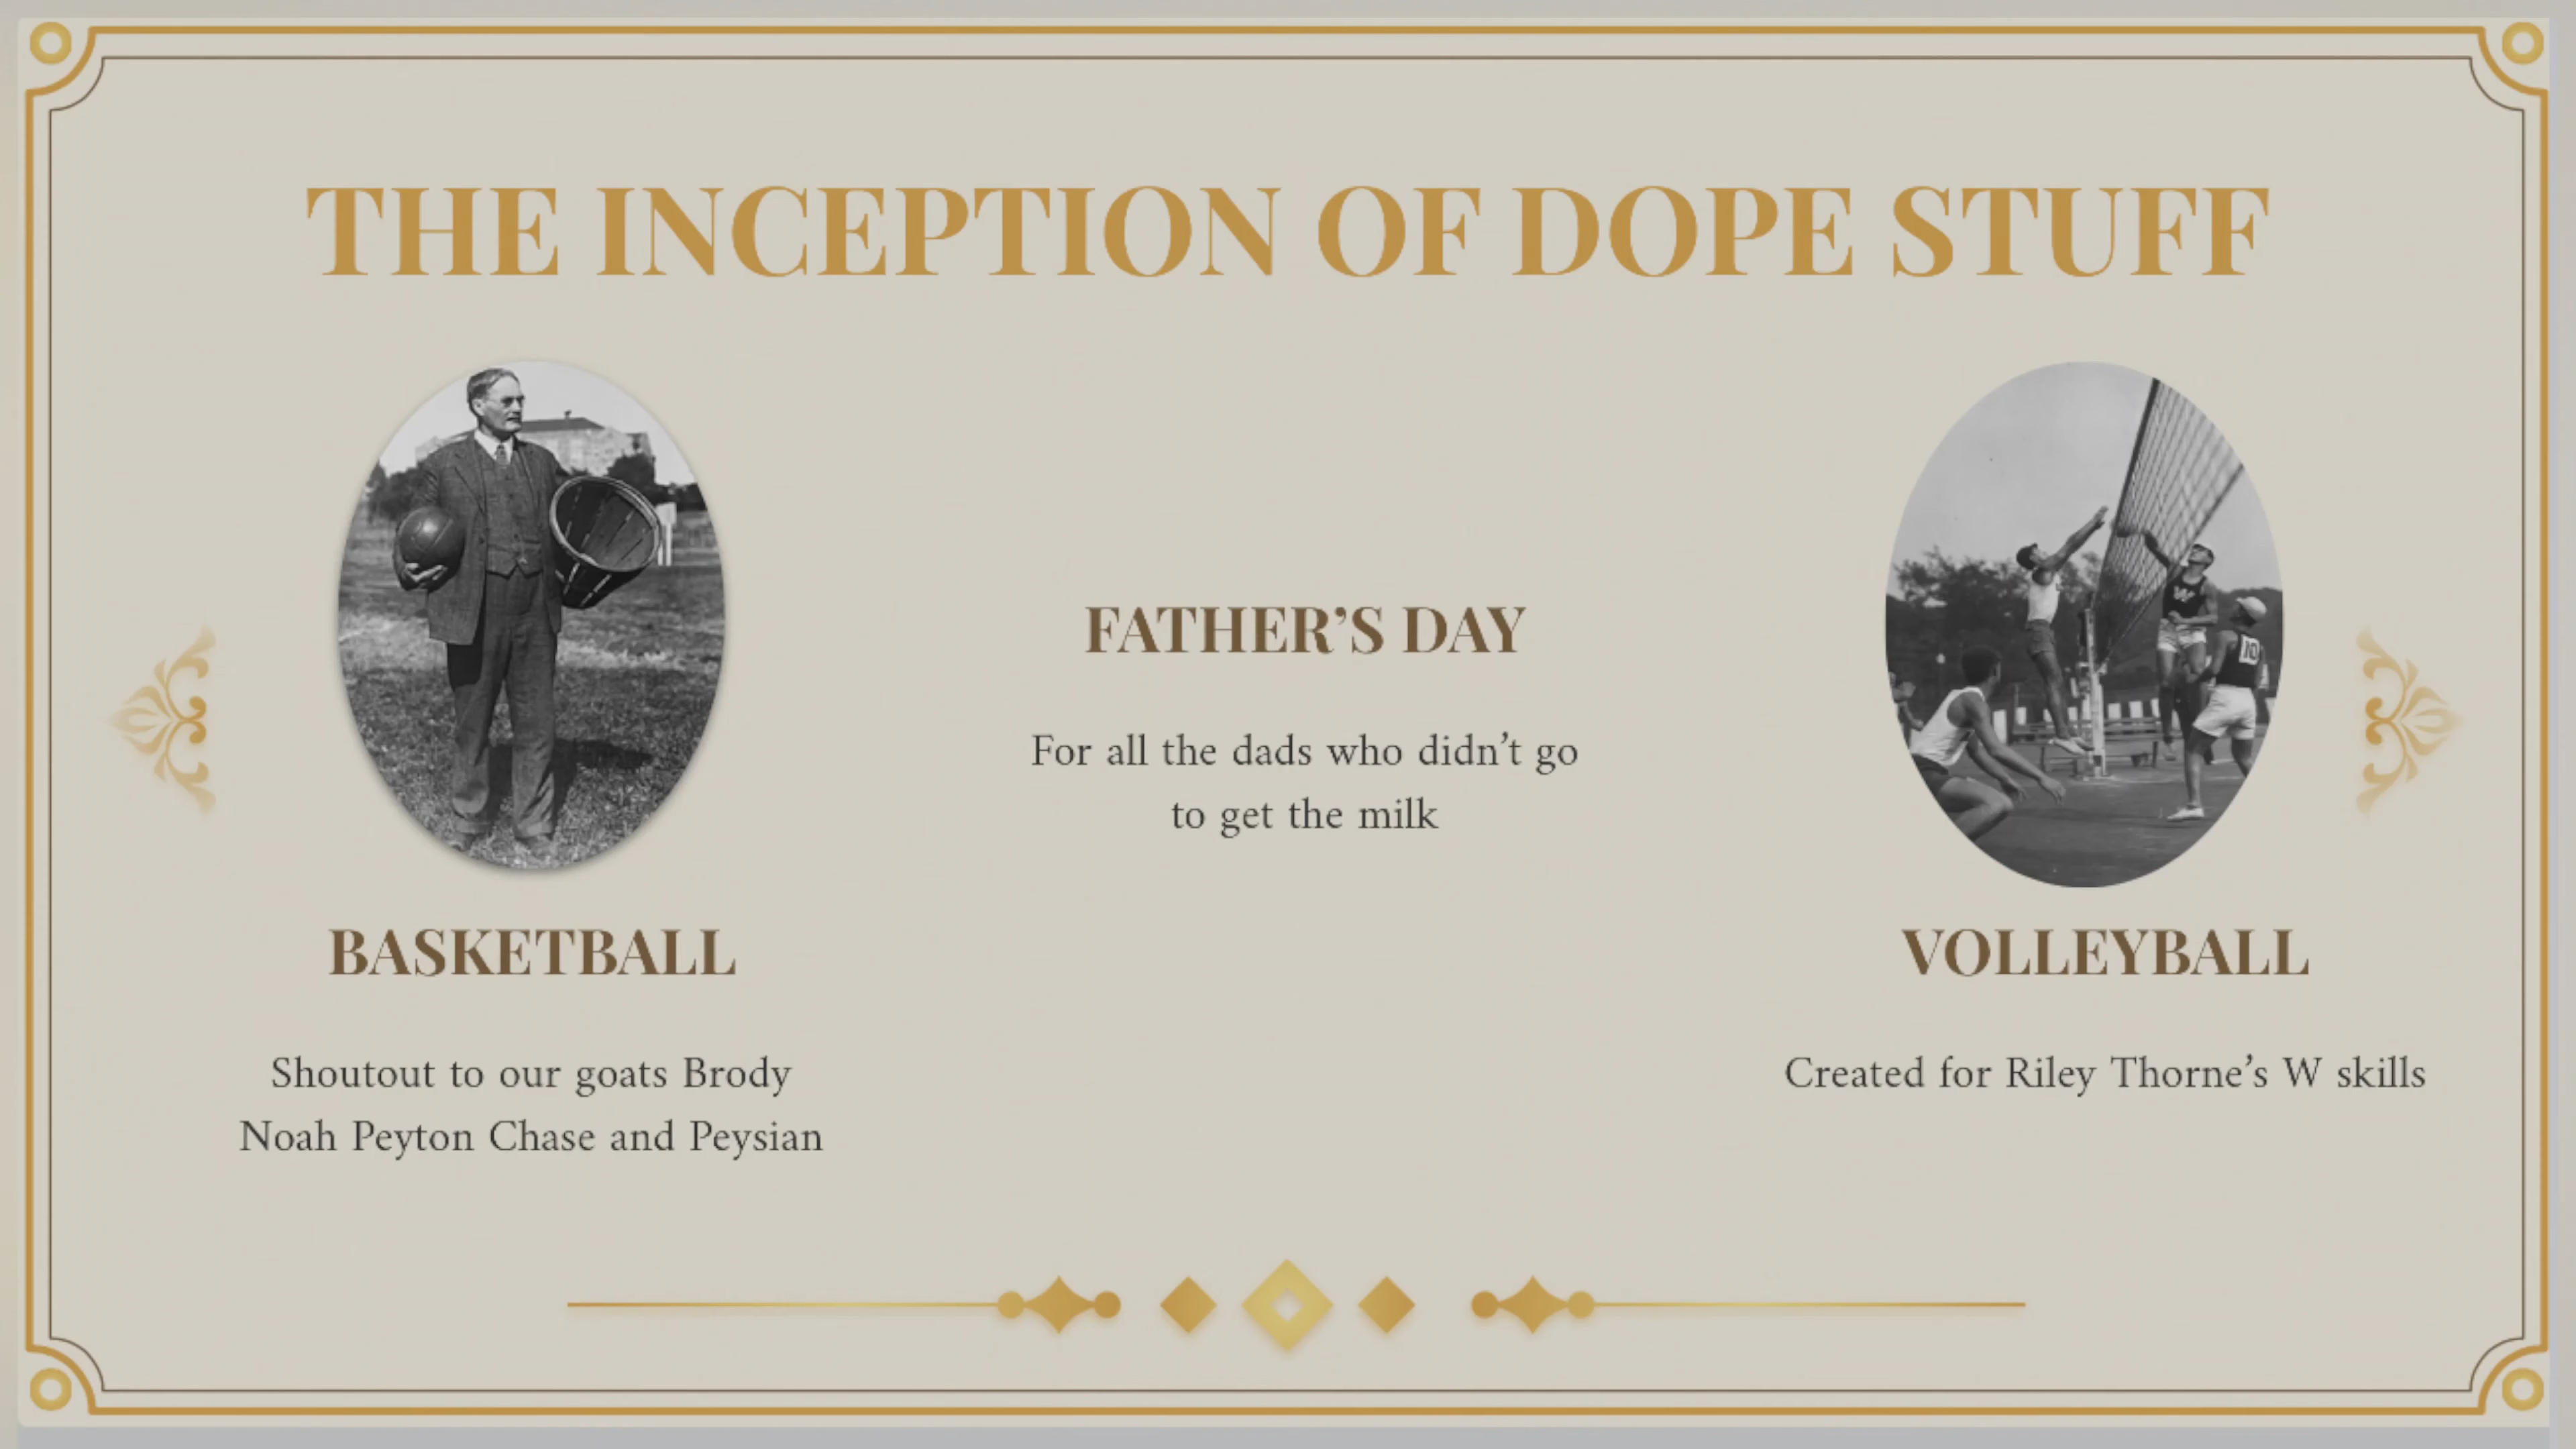 THE INCEPTION OF DOPE STUFF
BASKETBALL
Shoutout to our goats Brody
Noah Peyton Chase and Peysian
FATHER’S DAY
For all the dads who didn’t go
to get the milk
W
10
VOLLEYBALL
Created for Riley Thorne’s W skills